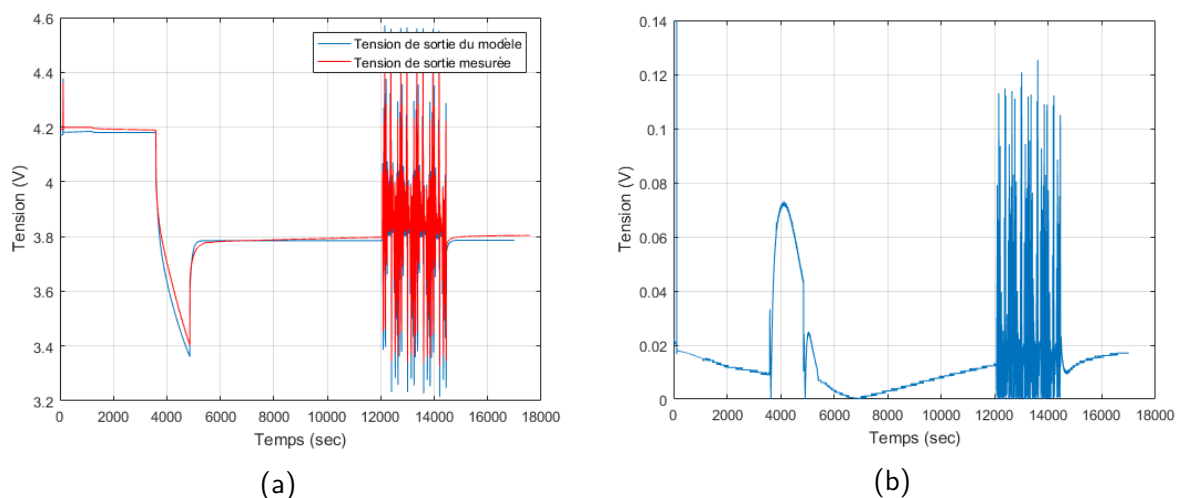 4.6
4.4
4.2
4
3.8
3.6
3.4
3.2
Tension (V)
Tension de sortie du modèle
Tension de sortie mesurée
0 2000 4000 6000 8000 10000 12000 14000 16000 18000
Temps (sec)
(a)
0.14
0.12
0.1
0.08
0.06
0.04
0.02
0
Tension (V)
0 2000 4000 6000 8000 10000 12000 14000 16000 18000
Temps (sec)
(b)